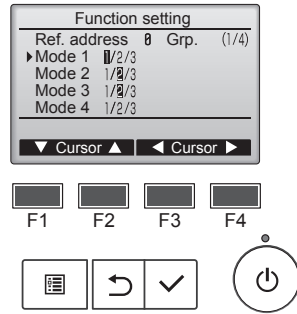 Function setting
Ref. address 0 Grp. (1/4)
Mode 1 1/2/3
Mode 2 1/2/3
Mode 3 1/2/3
Mode 4 1/2/3
▼ Cursor ▲ ◀ Cursor ▶
F1 F2 F3 F4